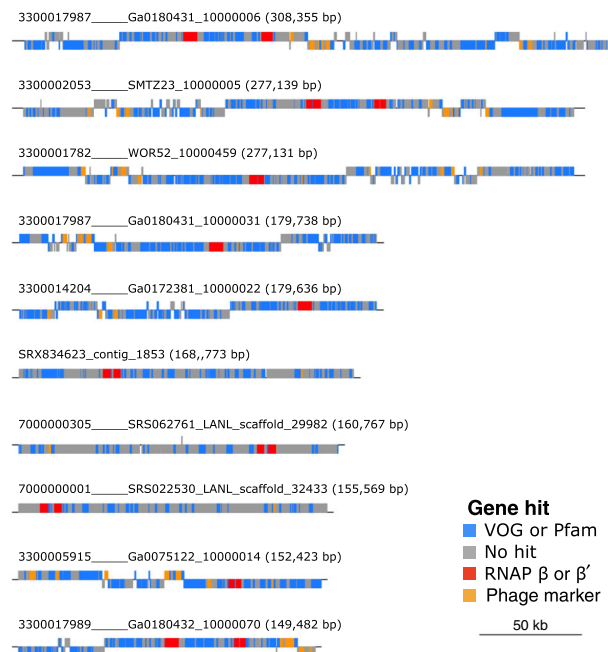 3300017987_____Ga0180431_10000006 (308,355 bp)
3300002053_____SMTZ23_10000005 (277,139 bp)
3300001782_____WOR52_10000459 (277,131 bp)
3300017987_____Ga0180431_10000031 (179,738 bp)
3300014204_____Ga0172381_10000022 (179,636 bp)
SRX834623_contig_1853 (168,,773 bp)
7000000305_____SRS062761_LANL_scaffold_29982 (160,767 bp)
7000000001_____SRS022530_LANL_scaffold_32433 (155,569 bp)
3300005915_____Ga0075122_10000014 (152,423 bp)
3300017989_____Ga0180432_10000070 (149,482 bp)
Gene hit
VOG or Pfam
No hit
RNAP β or β′
Phage marker
50 kb